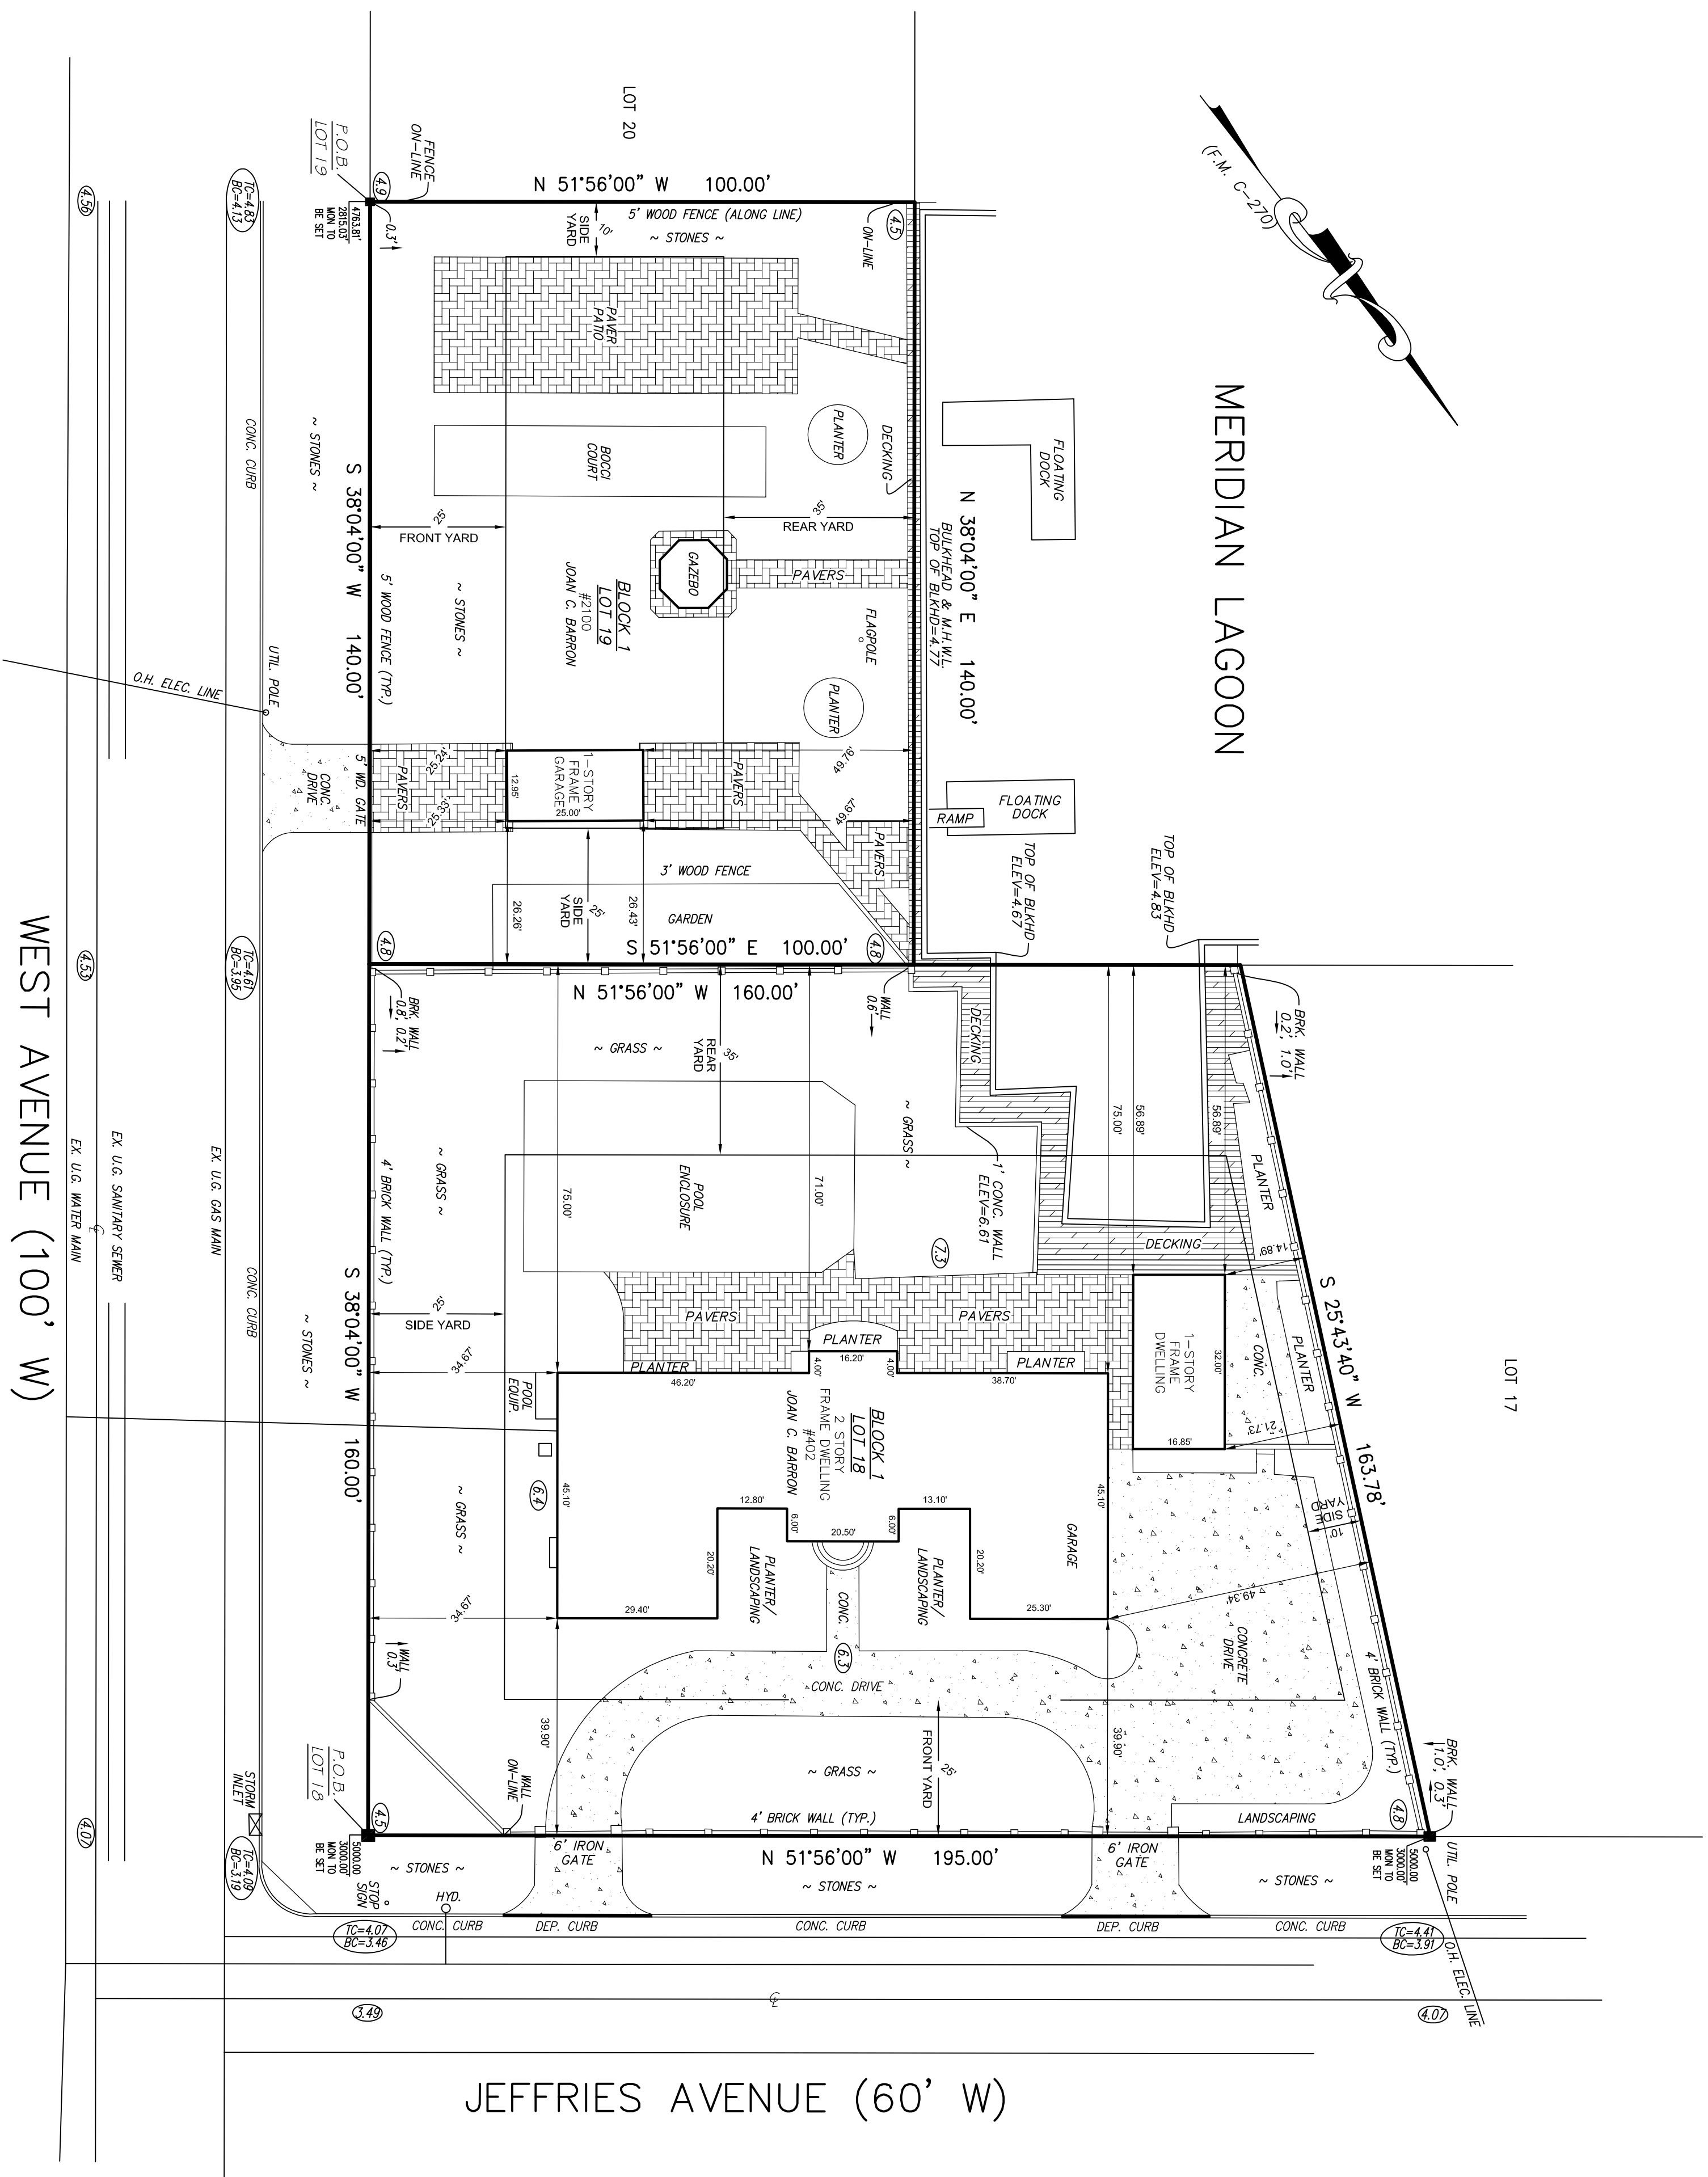 (F.M. C-270)
MERIDIAN LAGOON
LOT 20
FENCE
ON-LINE
P.O.B.
LOT 19
4.9
4763.81'
2815.03'
MON TO
BE SET
0.3'
N 51°56'00" W 100.00'
5' WOOD FENCE (ALONG LINE)
~ STONES ~
10'
SIDE
YARD
4.5
ON-LINE
PAVER
PATIO
PLANTER
DECKING
BOCCI
COURT
FLOATING
DOCK
N 38°04'00" E 140.00'
BULKHEAD & M.H.W.L.
TOP OF BLKHD=4.77
35'
REAR YARD
25'
FRONT YARD
GAZEBO
PAVERS
FLAGPOLE
BLOCK 1
LOT 19
#2100
JOAN C. BARRON
~ STONES ~
5' WOOD FENCE (TYP.)
S 38°04'00" W 140.00'
~ STONES ~
CONC. CURB
TC=4.83
BC=4.13
4.56
UTIL. POLE
O.H. ELEC. LINE
PLANTER
CONC.
DRIVE
5' WD. GATE
PAVERS
25.24'
25.33'
1-STORY
FRAME
GARAGE
12.95'
25.00'
PAVERS
49.76'
49.67'
PAVERS
FLOATING
DOCK
RAMP
TOP OF BLKHD
ELEV=4.67
TOP OF BLKHD
ELEV=4.83
3' WOOD FENCE
26.26'
25'
SIDE
YARD
26.43'
GARDEN
S 51°56'00" E 100.00'
4.8
4.8
TC=4.61
BC=3.95
4.53
N 51°56'00" W 160.00'
BRK. WALL
0.8', 0.2'
WALL
0.6'
BRK. WALL
0.2', 1.0'
~ GRASS ~
35'
REAR
YARD
DECKING
~ GRASS ~
56.89'
56.89'
75.00'
PLANTER
1' CONC. WALL
ELEV=6.61
71.00'
75.00'
POOL
ENCLOSURE
~ GRASS ~
4' BRICK WALL (TYP.)
7.3
DECKING
14.89'
S 25°43'40" W 163.78'
LOT 17
25'
SIDE YARD
S 38°04'00" W 160.00'
~ STONES ~
CONC. CURB
EX. U.G. GAS MAIN
EX. U.G. SANITARY SEWER
EX. U.G. WATER MAIN
WEST AVENUE (100' W)
PAVERS
PAVERS
PLANTER
PLANTER
PLANTER
34.67'
46.20'
4.00'
16.20'
4.00'
38.70'
1-STORY
FRAME
DWELLING
32.00'
16.85'
CONC.
PLANTER
21.73'
POOL
EQUIP.
BLOCK 1
LOT 18
2 STORY
FRAME DWELLING
#402
JOAN C. BARRON
45.10'
45.10'
6.4
~ GRASS ~
12.80'
6.00'
20.50'
6.00'
13.10'
20.20'
20.20'
GARAGE
PLANTER/
LANDSCAPING
PLANTER/
LANDSCAPING
CONC.
29.40'
25.30'
34.67'
10'
SIDE
YARD
49.34'
CONCRETE
DRIVE
4' BRICK WALL (TYP.)
WALL
0.3'
6.3
CONC. DRIVE
39.90'
39.90'
25'
FRONT YARD
~ GRASS ~
WALL
ON-LINE
4' BRICK WALL (TYP.)
LANDSCAPING
BRK. WALL
1.0', 0.3'
4.8
P.O.B.
LOT 18
4.5
STORM
INLET
4.07
TC=4.09
BC=3.19
5000.00
3000.00'
MON TO
BE SET
~ STONES ~
6' IRON
GATE
N 51°56'00" W 195.00'
~ STONES ~
6' IRON
GATE
~ STONES ~
5000.00
3000.00'
MON TO
BE SET
UTIL. POLE
STOP
SIGN
HYD.
CONC. CURB
DEP. CURB
CONC. CURB
DEP. CURB
CONC. CURB
TC=4.07
BC=3.46
TC=4.41
BC=3.91
O.H. ELEC. LINE
3.49
4.07
JEFFRIES AVENUE (60' W)